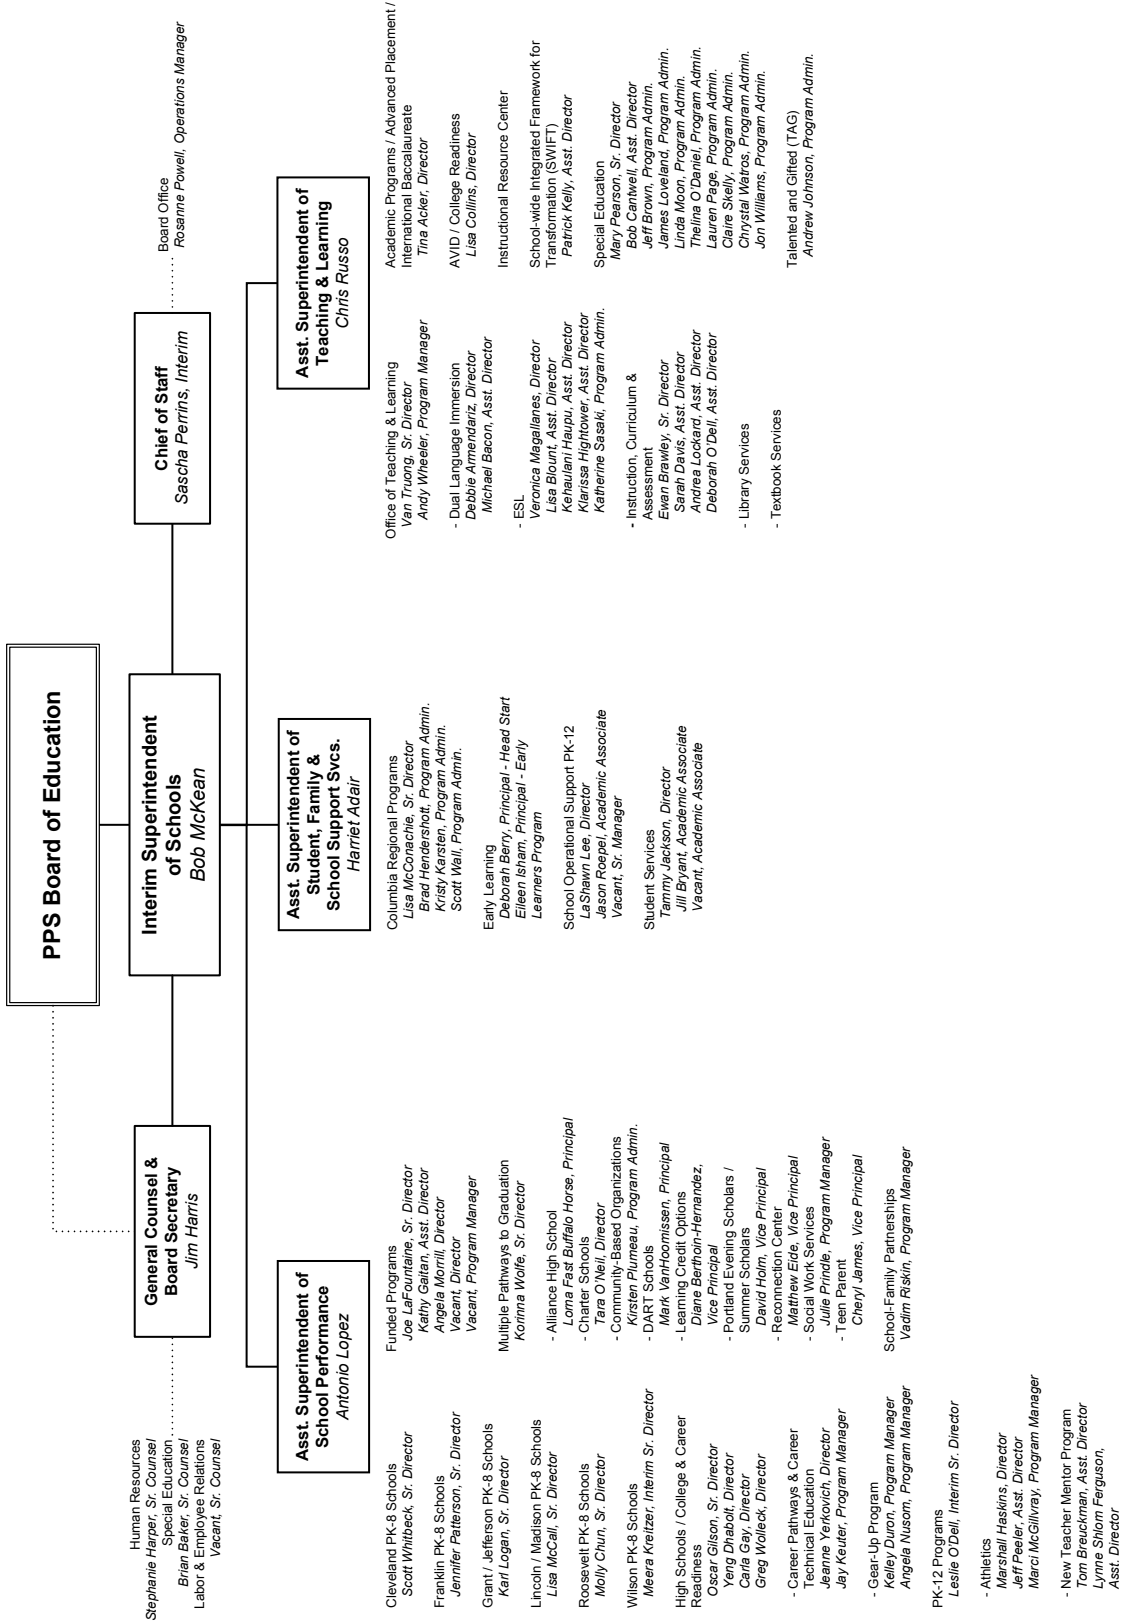 PPS Board of Education
General Counsel &
Board Secretary
Jim Harris
Interim Superintendent
of Schools
Bob McKean
Chief of Staff
Sascha Perrins, Interim
Human Resources
Stephanie Harper, Sr. Counsel
Special Education
Brian Baker, Sr. Counsel
Labor & Employee Relations
Vacant, Sr. Counsel
Board Office
Rosanne Powell, Operations Manager
Asst. Superintendent of
School Performance
Antonio Lopez
Asst. Superintendent of
Student, Family &
School Support Svcs.
Harriet Adair
Asst. Superintendent of
Teaching & Learning
Chris Russo
Cleveland PK-8 Schools
Scott Whitbeck, Sr. Director
Franklin PK-8 Schools
Jennifer Patterson, Sr. Director
Grant / Jefferson PK-8 Schools
Karl Logan, Sr. Director
Lincoln / Madison PK-8 Schools
Lisa McCall, Sr. Director
Roosevelt PK-8 Schools
Molly Chun, Sr. Director
Wilson PK-8 Schools
Meera Kreitzer, Interim Sr. Director
High Schools / College & Career
Readiness
Oscar Gilson, Sr. Director
Yeng Dhabolt, Director
Carla Gay, Director
Greg Wolleck, Director
- Career Pathways & Career
Technical Education
Jeanne Yerkovich, Director
Jay Keuter, Program Manager
- Gear-Up Program
Kelley Duron, Program Manager
Angela Nusom, Program Manager
PK-12 Programs
Leslie O'Dell, Interim Sr. Director
- Athletics
Marshall Haskins, Director
Jeff Peeler, Asst. Director
Marci McGillvray, Program Manager
- New Teacher Mentor Program
Tom Breuckman, Asst. Director
Lynne Shlom Ferguson,
Asst. Director
Funded Programs
Joe LaFountaine, Sr. Director
Kathy Gaitan, Asst. Director
Angela Morrill, Director
Vacant, Director
Vacant, Program Manager
Multiple Pathways to Graduation
Korinna Wolfe, Sr. Director
- Alliance High School
Lorna Fast Buffalo Horse, Principal
- Charter Schools
Tara O'Neil, Director
- Community-Based Organizations
Kirsten Plumeau, Program Admin.
- DART Schools
Mark VanHoomissen, Principal
- Learning Credit Options
Diane Berthoin-Hernandez,
Vice Principal
- Portland Evening Scholars /
Summer Scholars
David Holm, Vice Principal
- Reconnection Center
Matthew Eide, Vice Principal
- Social Work Services
Julie Prindle, Program Manager
- Teen Parent
Cheryl James, Vice Principal
School-Family Partnerships
Vadim Riskin, Program Manager
Columbia Regional Programs
Lisa McConachie, Sr. Director
Brad Hendershott, Program Admin.
Kristy Karsten, Program Admin.
Scott Wall, Program Admin.
Early Learning
Deborah Berry, Principal - Head Start
Eileen Isham, Principal - Early
Learners Program
School Operational Support PK-12
LaShawn Lee, Director
Jason Roepel, Academic Associate
Vacant, Sr. Manager
Student Services
Tammy Jackson, Director
Jill Bryant, Academic Associate
Vacant, Academic Associate
Office of Teaching & Learning
Van Truong, Sr. Director
Andy Wheeler, Program Manager
- Dual Language Immersion
Debbie Armendariz, Director
Michael Bacon, Asst. Director
- ESL
Veronica Magallanes, Director
Lisa Blount, Asst. Director
Kehaulani Haupu, Asst. Director
Klarissa Hightower, Asst. Director
Katherine Sasaki, Program Admin.
- Instruction, Curriculum &
Assessment
Ewan Brawley, Sr. Director
Sarah Davis, Asst. Director
Andrea Lockard, Asst. Director
Deborah O'Dell, Asst. Director
- Library Services
- Textbook Services
Academic Programs / Advanced Placement /
International Baccalaureate
Tina Acker, Director
AVID / College Readiness
Lisa Collins, Director
Instructional Resource Center
School-wide Integrated Framework for
Transformation (SWIFT)
Patrick Kelly, Asst. Director
Special Education
Mary Pearson, Sr. Director
Bob Cantwell, Asst. Director
Jeff Brown, Program Admin.
James Loveland, Program Admin.
Linda Moon, Program Admin.
Thelina O'Daniel, Program Admin.
Lauren Page, Program Admin.
Claire Skelly, Program Admin.
Chrystal Watros, Program Admin.
Jon Williams, Program Admin.
Talented and Gifted (TAG)
Andrew Johnson, Program Admin.